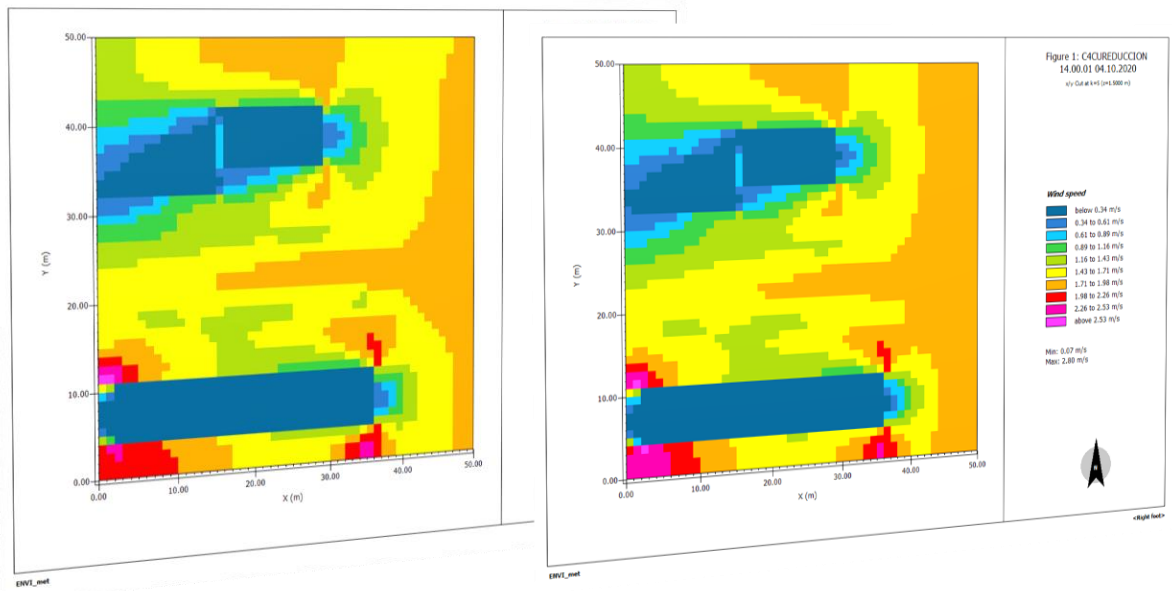 50.00
40.00
30.00
20.00
10.00
0.00
Y (m)
0.00
10.00
20.00
30.00
40.00
50.00
X (m)
ENVI_met
50.00
40.00
30.00
20.00
10.00
0.00
Y (m)
0.00
10.00
20.00
30.00
40.00
50.00
X (m)
ENVI_met
Figure 1: C4CUREDUCCION
14.00.01 04.10.2020
x/y Cut at k=5 (z=1.5000 m)
Wind speed
below 0.34 m/s
0.34 to 0.61 m/s
0.61 to 0.89 m/s
0.89 to 1.16 m/s
1.16 to 1.43 m/s
1.43 to 1.71 m/s
1.71 to 1.98 m/s
1.98 to 2.26 m/s
2.26 to 2.53 m/s
above 2.53 m/s
Min: 0.07 m/s
Max: 2.80 m/s
N
<Right foot>